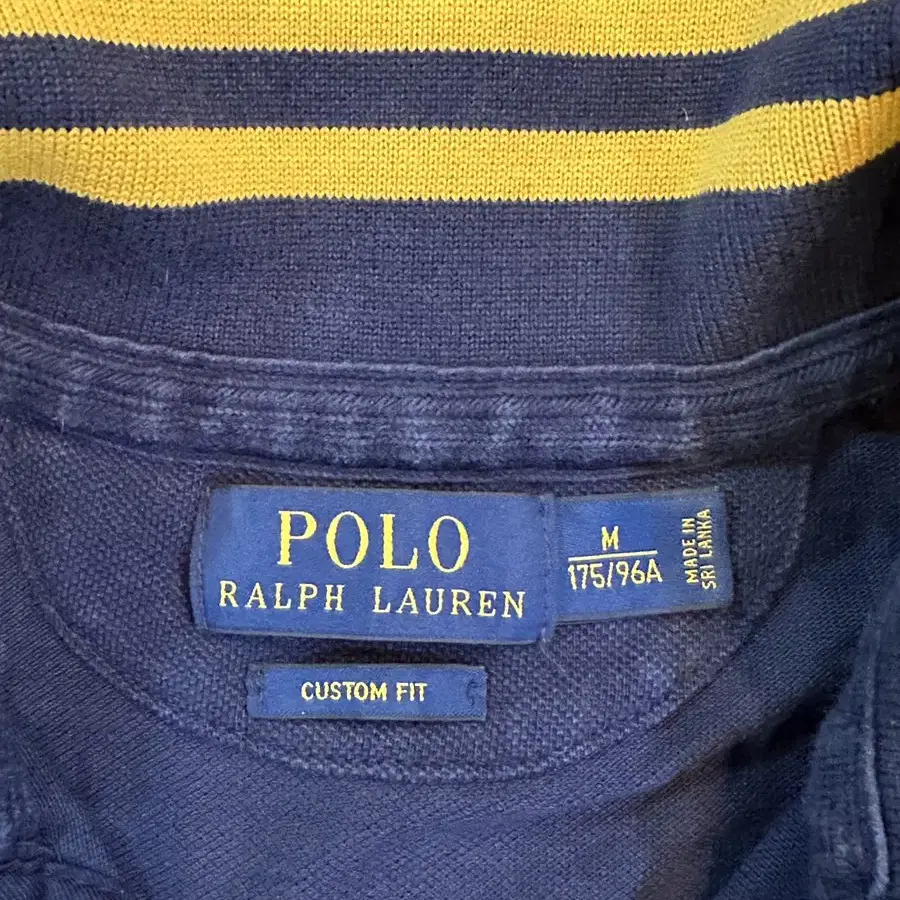 POLO
RALPH LAUREN
M
175/96A
MADE IN
SRI LANKA
CUSTOM FIT